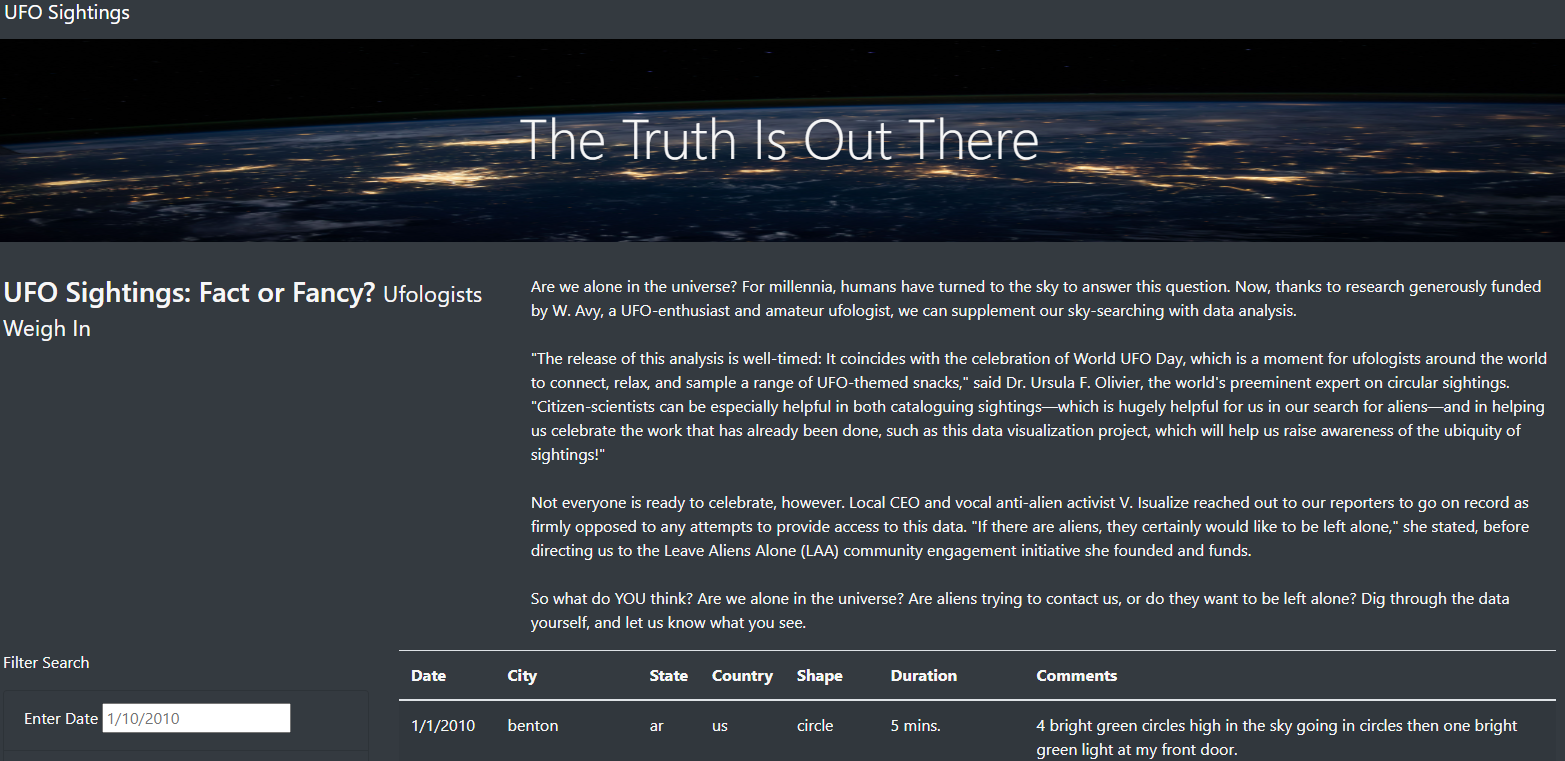 UFO Sightings
The Truth Is Out There
UFO Sightings: Fact or Fancy? Ufologists
Weigh In
Are we alone in the universe? For millennia, humans have turned to the sky to answer this question. Now, thanks to research generously funded
by W. Avy, a UFO-enthusiast and amateur ufologist, we can supplement our sky-searching with data analysis.
"The release of this analysis is well-timed: It coincides with the celebration of World UFO Day, which is a moment for ufologists around the world
to connect, relax, and sample a range of UFO-themed snacks," said Dr. Ursula F. Olivier, the world's preeminent expert on circular sightings.
"Citizen-scientists can be especially helpful in both cataloguing sightings—which is hugely helpful for us in our search for aliens—and in helping
us celebrate the work that has already been done, such as this data visualization project, which will help us raise awareness of the ubiquity of
sightings!"
Not everyone is ready to celebrate, however. Local CEO and vocal anti-alien activist V. Isualize reached out to our reporters to go on record as
firmly opposed to any attempts to provide access to this data. "If there are aliens, they certainly would like to be left alone," she stated, before
directing us to the Leave Aliens Alone (LAA) community engagement initiative she founded and funds.
So what do YOU think? Are we alone in the universe? Are aliens trying to contact us, or do they want to be left alone? Dig through the data
yourself, and let us know what you see.
Filter Search
Enter Date 1/10/2010
Date City State Country Shape Duration Comments
1/1/2010 benton ar us circle 5 mins. 4 bright green circles high in the sky going in circles then one bright
green light at my front door.